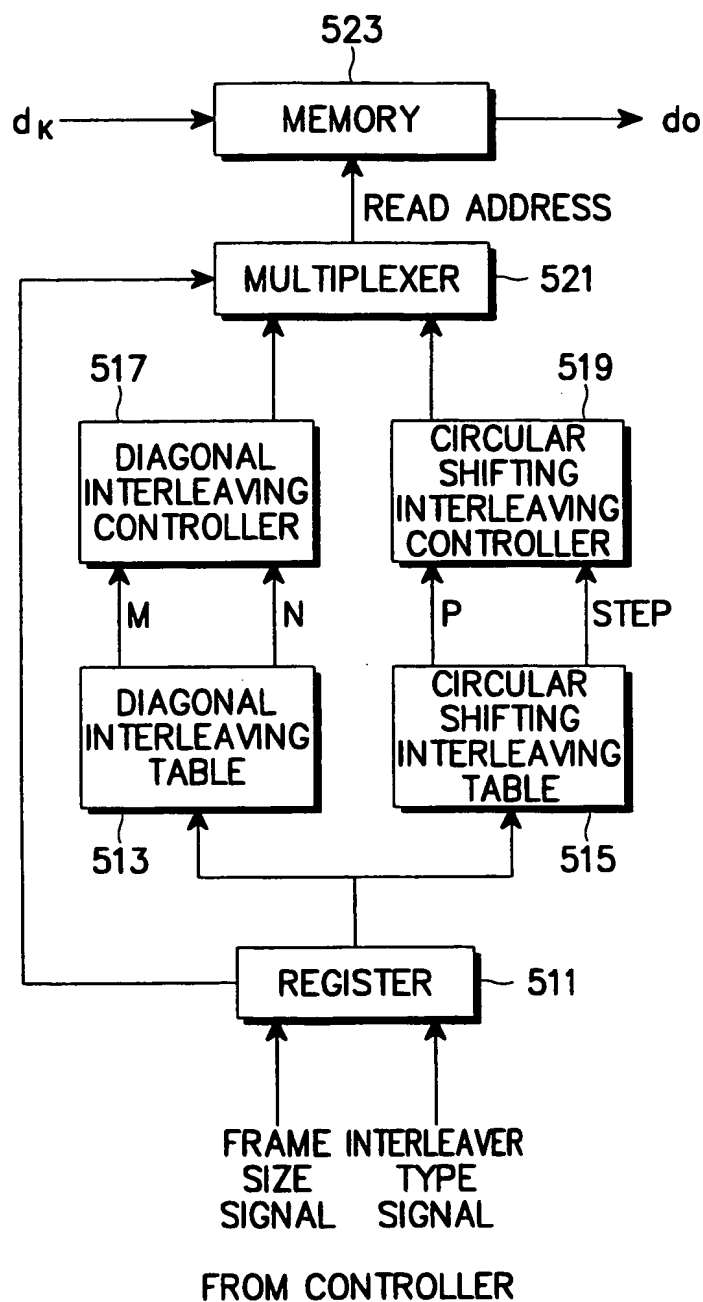 523
dK
MEMORY
do
READ ADDRESS
MULTIPLEXER
521
517
519
DIAGONAL
INTERLEAVING
CONTROLLER
CIRCULAR
SHIFTING
INTERLEAVING
CONTROLLER
M
N
P
STEP
DIAGONAL
INTERLEAVING
TABLE
CIRCULAR
SHIFTING
INTERLEAVING
TABLE
513
515
REGISTER
511
FRAME
SIZE
SIGNAL
INTERLEAVER
TYPE
SIGNAL
FROM CONTROLLER